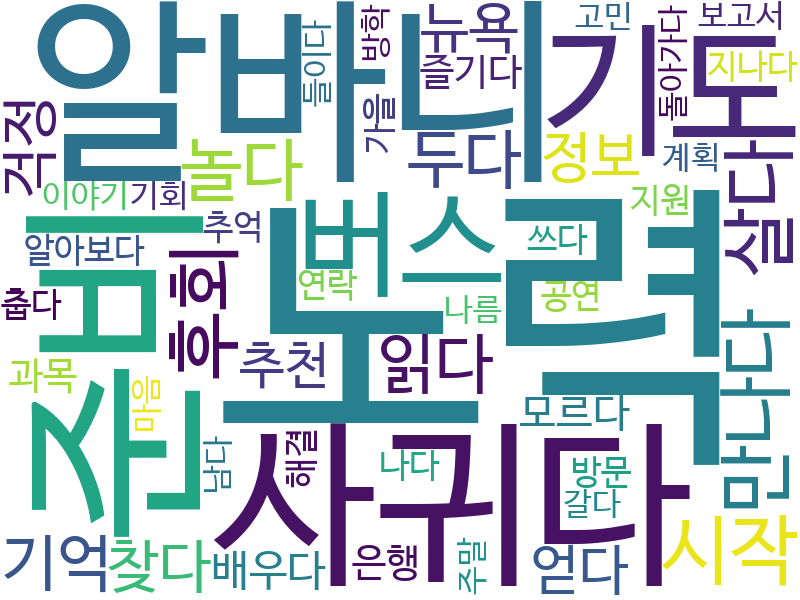 알바니
뉴욕
고민
보고서
방학
들이다
즐기다
돌아가다
지나다
걱정
가을
놀다
두다
정보
계획
이야기
기회
살다
지원
추억
버스
쓰다
알아보다
후회
준비
노력
연락
공연
춥다
나름
추천
읽다
만나다
과목
마음
모르다
사귀다
남다
해결
나다
방문
갈다
시작
기억
찾다
배우다
은행
주말
얻다